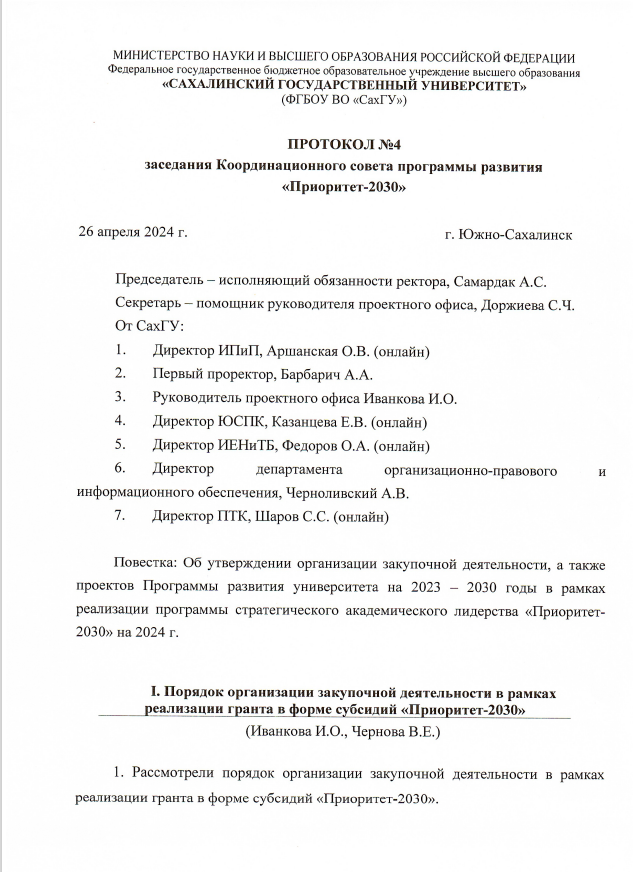 МИНИСТЕРСТВО НАУКИ И ВЫСШЕГО ОБРАЗОВАНИЯ РОССИЙСКОЙ ФЕДЕРАЦИИ
Федеральное государственное бюджетное образовательное учреждение высшего образования
«САХАЛИНСКИЙ ГОСУДАРСТВЕННЫЙ УНИВЕРСИТЕТ»
(ФГБОУ ВО «СахГУ»)
ПРОТОКОЛ №4
заседания Координационного совета программы развития
«Приоритет-2030»
26 апреля 2024 г. г. Южно-Сахалинск
Председатель – исполняющий обязанности ректора, Самардак А.С.
Секретарь – помощник руководителя проектного офиса, Доржиева С.Ч.
От СахГУ:
1. Директор ИПиП, Аршанская О.В. (онлайн)
2. Первый проректор, Барбарич А.А.
3. Руководитель проектного офиса Иванкова И.О.
4. Директор ЮСПК, Казанцева Е.В. (онлайн)
5. Директор ИЕНиТБ, Федоров О.А. (онлайн)
6. Директор департамента организационно-правового и
информационного обеспечения, Черноливский А.В.
7. Директор ПТК, Шаров С.С. (онлайн)
Повестка: Об утверждении организации закупочной деятельности, а также
проектов Программы развития университета на 2023 – 2030 годы в рамках
реализации программы стратегического академического лидерства «Приоритет-
2030» на 2024 г.
I. Порядок организации закупочной деятельности в рамках
реализации гранта в форме субсидий «Приоритет-2030»
(Иванкова И.О., Чернова В.Е.)
1. Рассмотрели порядок организации закупочной деятельности в рамках
реализации гранта в форме субсидий «Приоритет-2030».